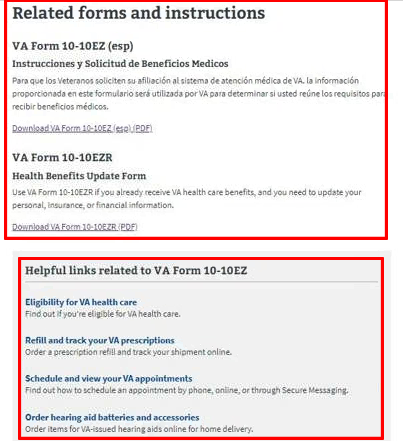 Related forms and instructions
VA Form 10-10EZ (esp)
Instrucciones y Solicitud de Beneficios Medicos
Para que los Veteranos soliciten su afiliación al sistema de atención médica de VA. la información
proporcionada en este formulario será utilizada por VA para determinar si usted reúne los requisitos para
recibir beneficios médicos.
Download VA Form 10-10EZ (esp) (PDF)
VA Form 10-10EZR
Health Benefits Update Form
Use VA Form 10-10EZR if you already receive VA health care benefits, and you need to update your
personal, insurance, or financial information.
Download VA Form 10-10EZR (PDF)
Helpful links related to VA Form 10-10EZ
Eligibility for VA health care
Find out if you're eligible for VA health care.
Refill and track your VA prescriptions
Order a prescription refill and track your shipment online.
Schedule and view your VA appointments
Find out how to schedule an appointment by phone, online, or through Secure Messaging.
Order hearing aid batteries and accessories
Order items for VA-issued hearing aids online for home delivery.